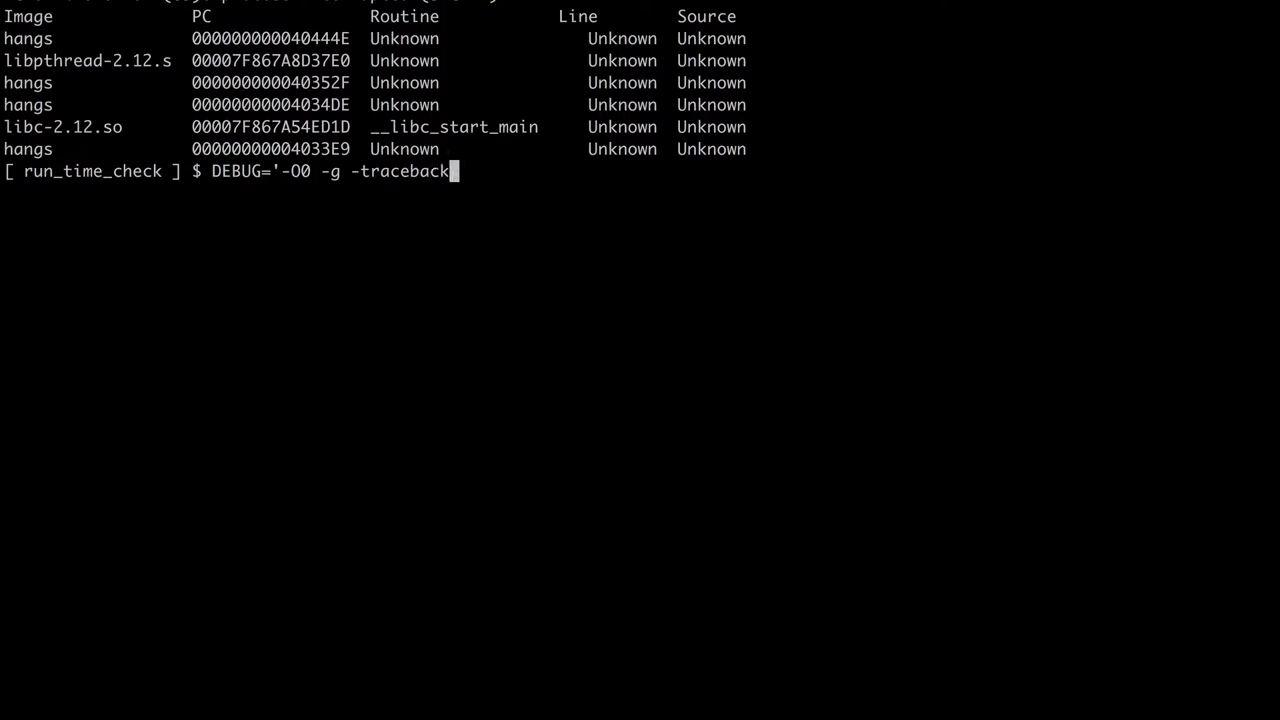 Image PC Routine Line Source
hangs 000000000040444E Unknown Unknown Unknown
libpthread-2.12.s 00007F867A8D37E0 Unknown Unknown Unknown
hangs 000000000040352F Unknown Unknown Unknown
hangs 00000000004034DE Unknown Unknown Unknown
libc-2.12.so 00007F867A54ED1D __libc_start_main Unknown Unknown
hangs 00000000004033E9 Unknown Unknown Unknown
[ run_time_check ] $ DEBUG='-O0 -g -traceback